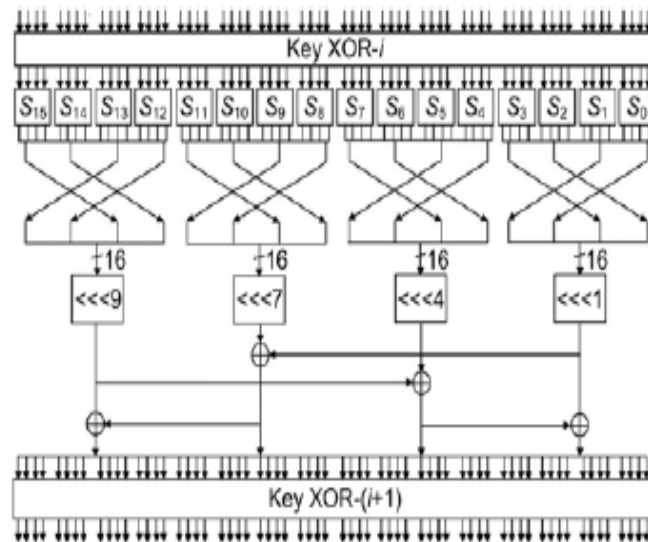 Key XOR-i
S15 S14 S13 S12 S11 S10 S9 S8 S7 S6 S5 S4 S3 S2 S1 S0
16 16 16 16
<<<9 <<<7 <<<4 <<<1
Key XOR-(i+1)